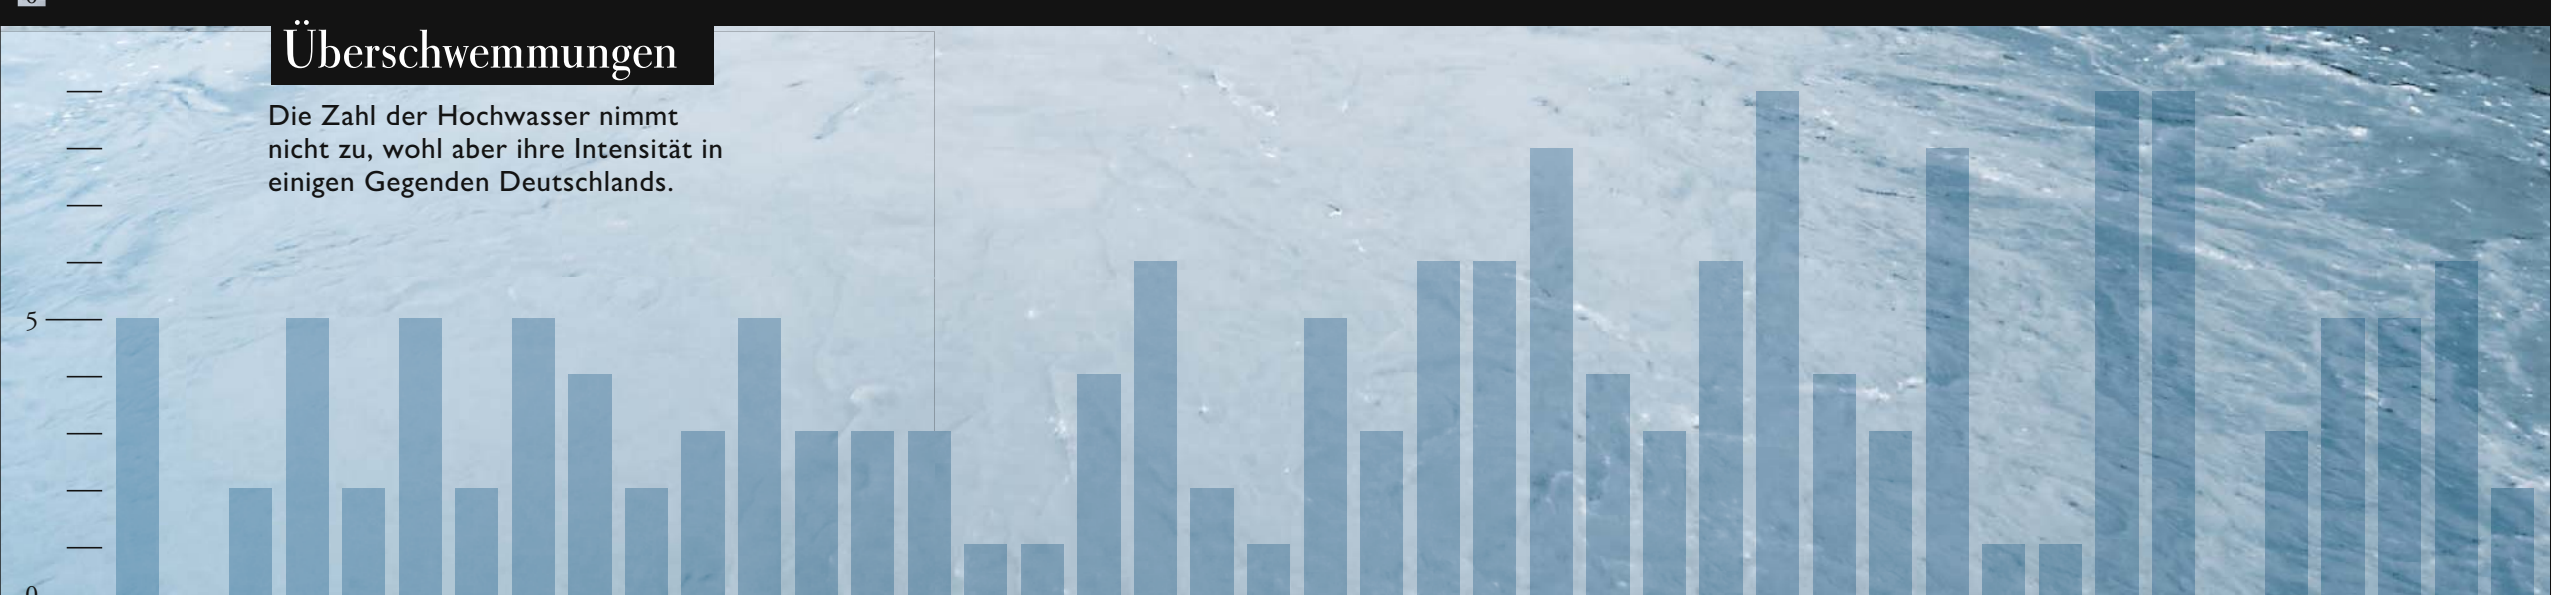 Überschwemmungen
Die Zahl der Hochwasser nimmt
nicht zu, wohl aber ihre Intensität in
einigen Gegenden Deutschlands.
5
0